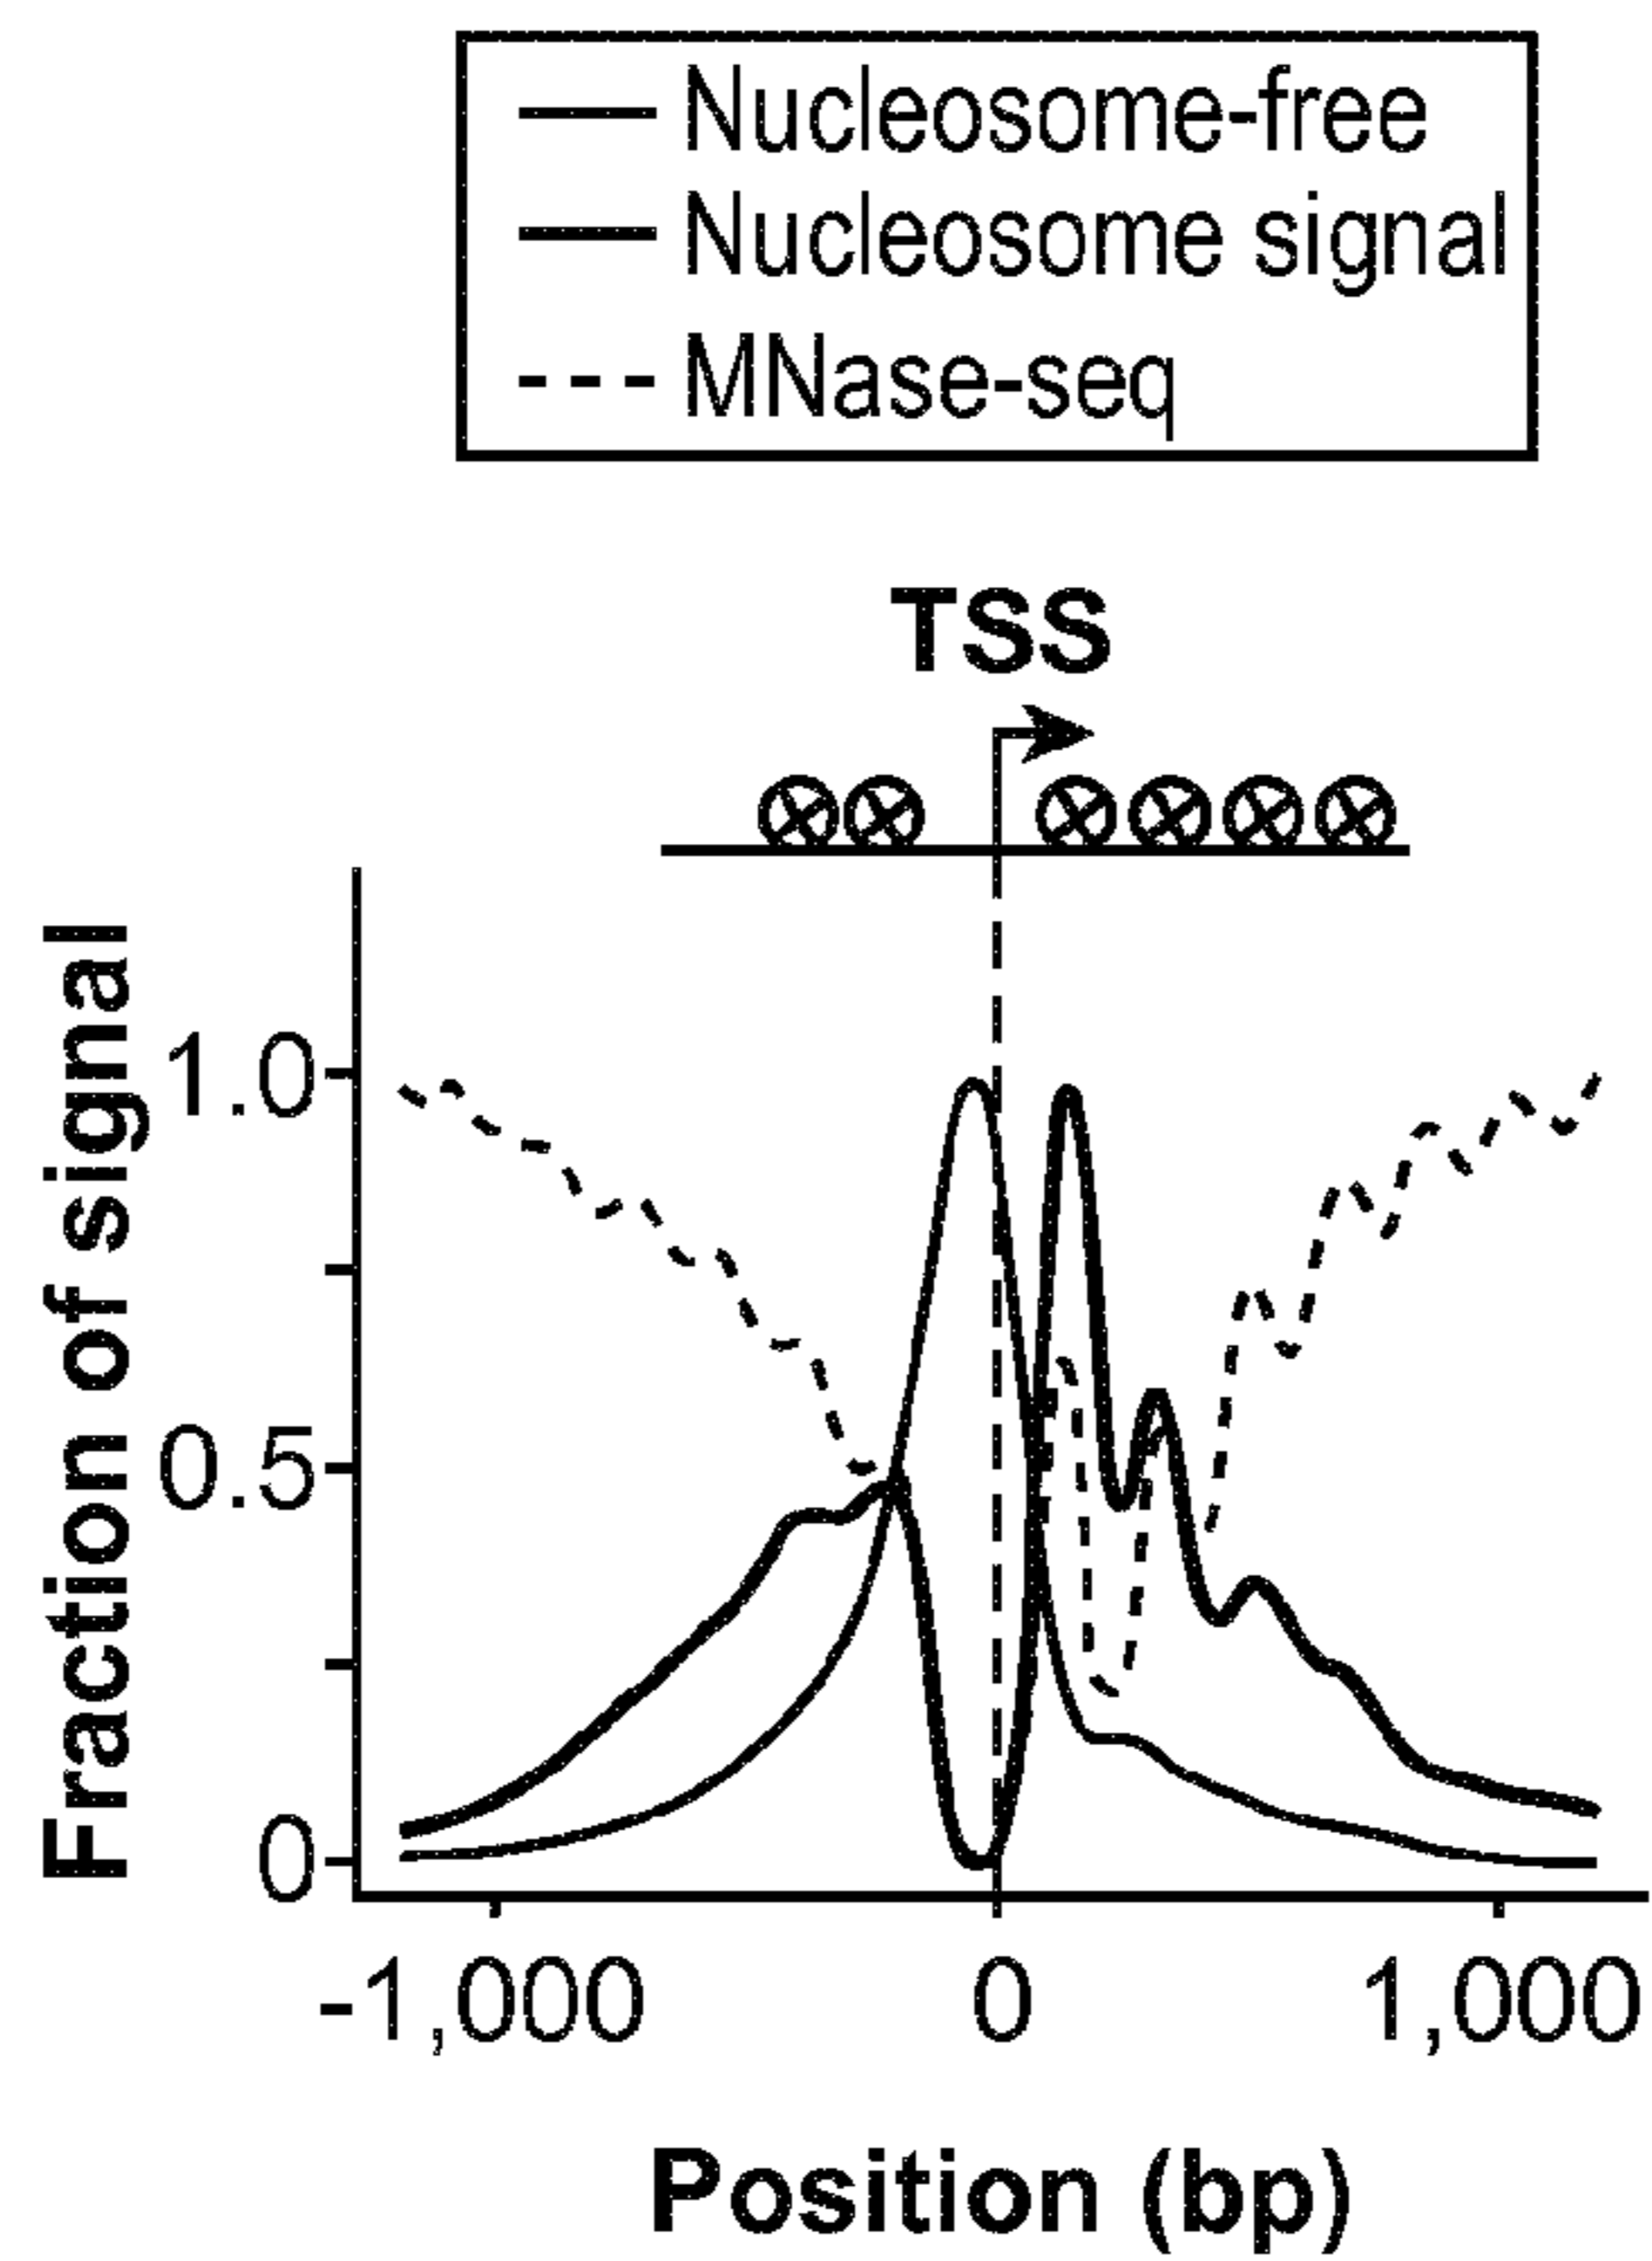 Nucleosome-free
Nucleosome signal
MNase-seq
TSS
Fraction of signal
1.0
0.5
0
-1,000
0
1,000
Position (bp)